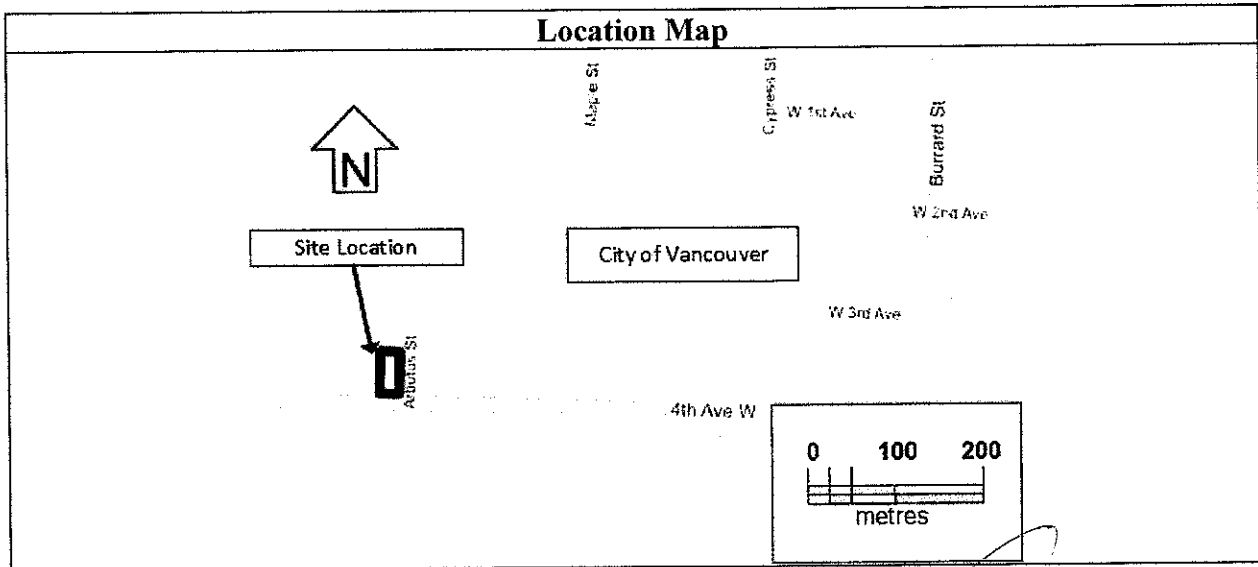 Location Map
Maple St
Cypress St
W 1st Ave
Burrard St
N
W 2nd Ave
Site Location
City of Vancouver
W 3rd Ave
Arbutus St
4th Ave W
0 100 200
metres